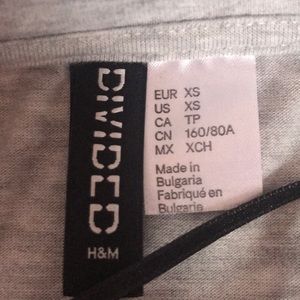 DIVIDED
H&M
EUR XS
US XS
CA TP
CN 160/80A
MX XCH
Made in
Bulgaria
Fabriqué en
Bulgarie